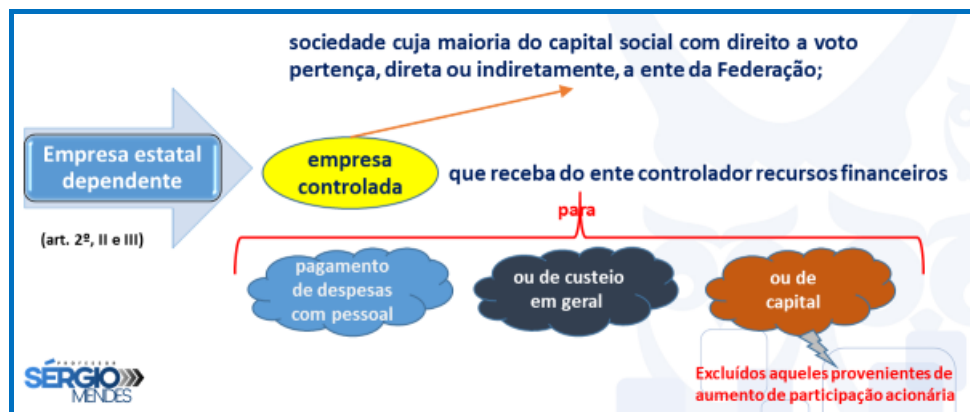 sociedade cuja maioria do capital social com direito a voto
pertença, direta ou indiretamente, a ente da Federação;
Empresa estatal
dependente
(art. 2º, II e III)
empresa
controlada
que receba do ente controlador recursos financeiros
para
pagamento
de despesas
com pessoal
ou de custeio
em geral
ou de
capital
Excluídos aqueles provenientes de
aumento de participação acionária
PROFESSOR
SÉRGIO
MENDES